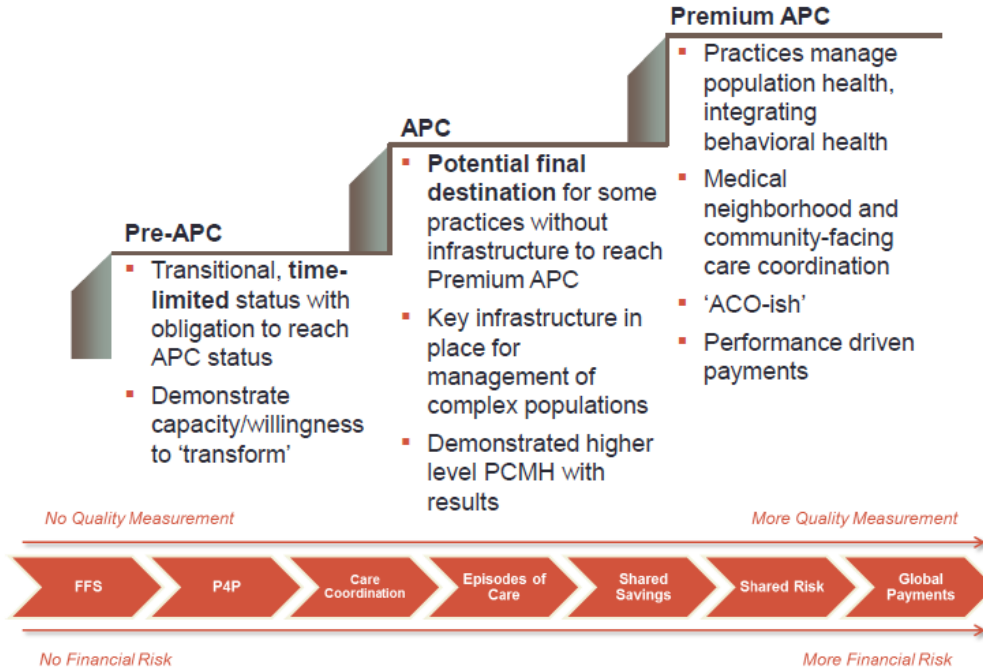 Premium APC
▪ Practices manage
population health,
integrating
behavioral health
▪ Medical
neighborhood and
community-facing
care coordination
▪ ‘ACO-ish’
▪ Performance driven
payments
APC
▪ Potential final
destination for some
practices without
infrastructure to reach
Premium APC
▪ Key infrastructure in
place for
management of
complex populations
▪ Demonstrated higher
level PCMH with
results
Pre-APC
▪ Transitional, time-
limited status with
obligation to reach
APC status
▪ Demonstrate
capacity/willingness
to ‘transform’
No Quality Measurement
More Quality Measurement
FFS
P4P
Care
Coordination
Episodes of
Care
Shared
Savings
Shared Risk
Global
Payments
No Financial Risk
More Financial Risk